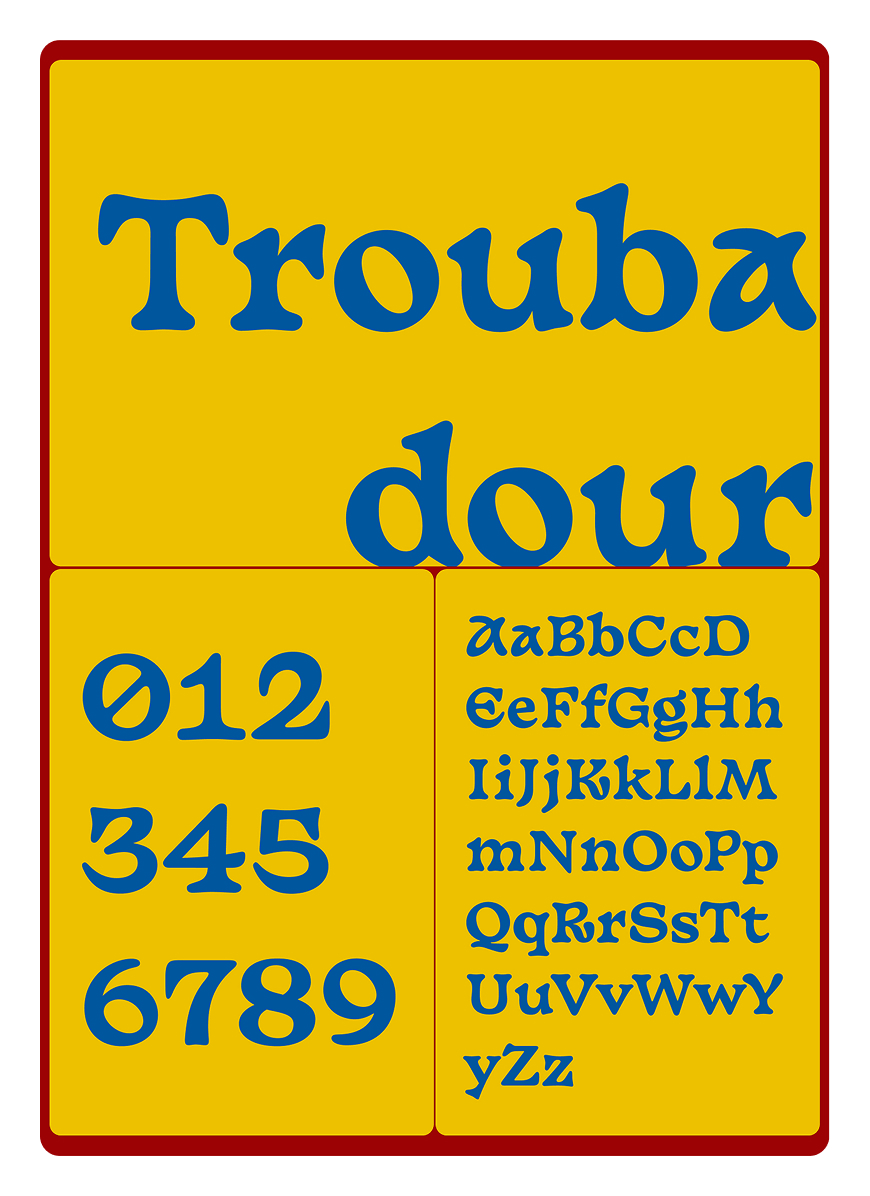 Trouba
dour
012
345
6789
AaBbCcD
EeFfGgHh
IiJjKkLlM
mNnOoPp
QqRrSsTt
UuVvWwY
yZz